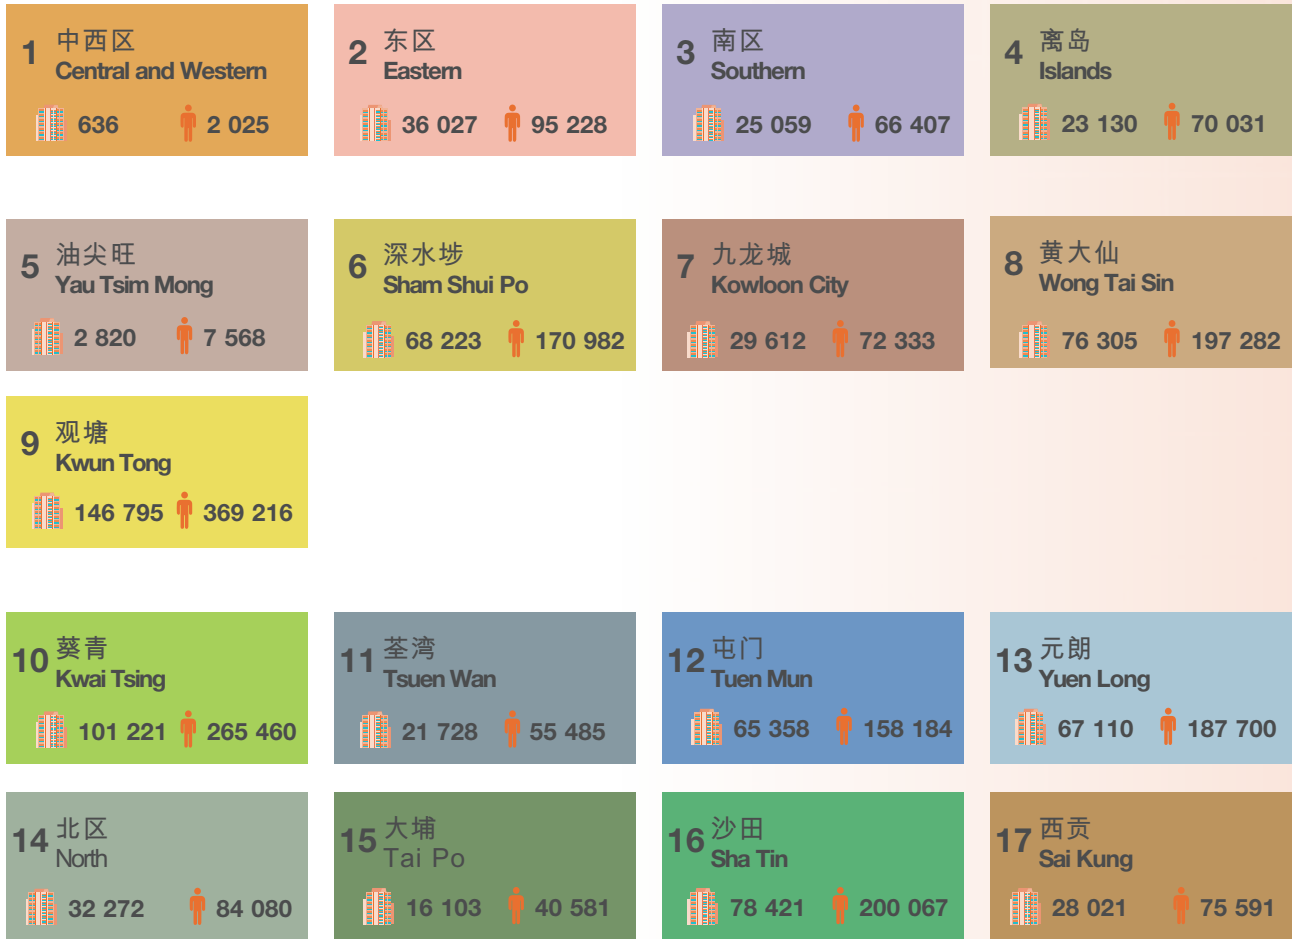 1 中西区
Central and Western
636 2 025
2 东区
Eastern
36 027 95 228
3 南区
Southern
25 059 66 407
4 离岛
Islands
23 130 70 031
5 油尖旺
Yau Tsim Mong
2 820 7 568
6 深水埗
Sham Shui Po
68 223 170 982
7 九龙城
Kowloon City
29 612 72 333
8 黄大仙
Wong Tai Sin
76 305 197 282
9 观塘
Kwun Tong
146 795 369 216
10 葵青
Kwai Tsing
101 221 265 460
11 荃湾
Tsuen Wan
21 728 55 485
12 屯门
Tuen Mun
65 358 158 184
13 元朗
Yuen Long
67 110 187 700
14 北区
North
32 272 84 080
15 大埔
Tai Po
16 103 40 581
16 沙田
Sha Tin
78 421 200 067
17 西贡
Sai Kung
28 021 75 591